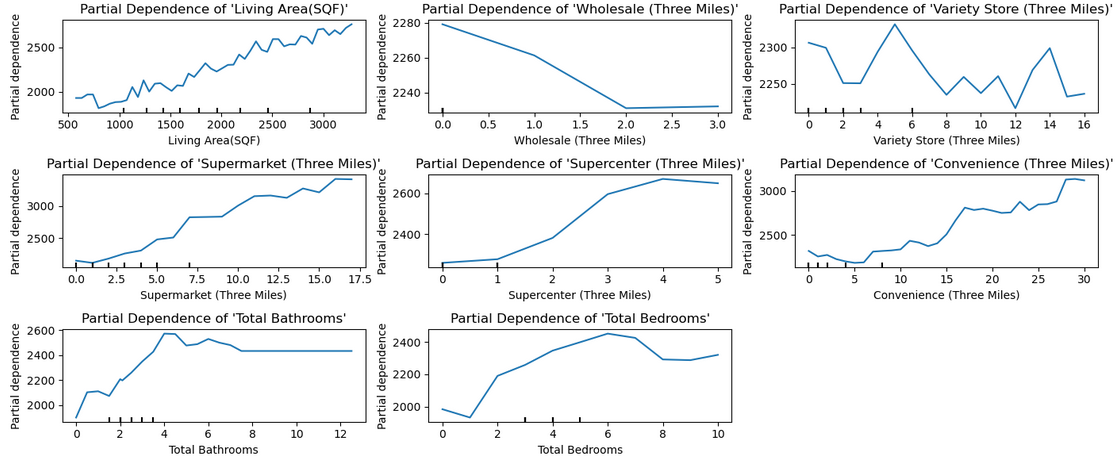 Partial Dependence of 'Living Area(SQF)'
Partial dependence
2500
2000
500 1000 1500 2000 2500 3000
Living Area(SQF)
Partial Dependence of 'Wholesale (Three Miles)'
Partial dependence
2280
2260
2240
0.0 0.5 1.0 1.5 2.0 2.5 3.0
Wholesale (Three Miles)
Partial Dependence of 'Variety Store (Three Miles)'
Partial dependence
2300
2250
0 2 4 6 8 10 12 14 16
Variety Store (Three Miles)
Partial Dependence of 'Supermarket (Three Miles)'
Partial dependence
3000
2500
0.0 2.5 5.0 7.5 10.0 12.5 15.0 17.5
Supermarket (Three Miles)
Partial Dependence of 'Supercenter (Three Miles)'
Partial dependence
2600
2400
0 1 2 3 4 5
Supercenter (Three Miles)
Partial Dependence of 'Convenience (Three Miles)'
Partial dependence
3000
2500
0 5 10 15 20 25 30
Convenience (Three Miles)
Partial Dependence of 'Total Bathrooms'
Partial dependence
2600
2400
2200
2000
0 2 4 6 8 10 12
Total Bathrooms
Partial Dependence of 'Total Bedrooms'
Partial dependence
2400
2200
2000
0 2 4 6 8 10
Total Bedrooms